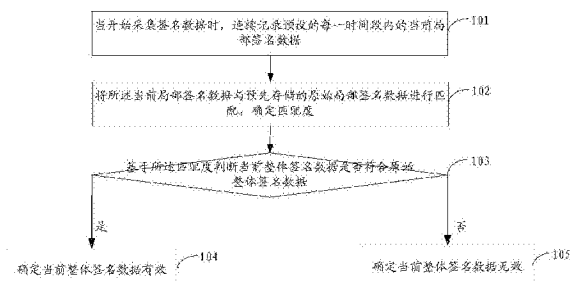 当开始采集签名数据时，连续记录预设的每一时间段内的当前局
部签名数据
101
将所述当前局部签名数据与预先存储的原始局部签名数据进行匹
配，确定匹配度
102
基于所述匹配度判断当前整体签名数据是否符合原始
整体签名数据
103
是
否
确定当前整体签名数据有效
104
确定当前整体签名数据无效
105